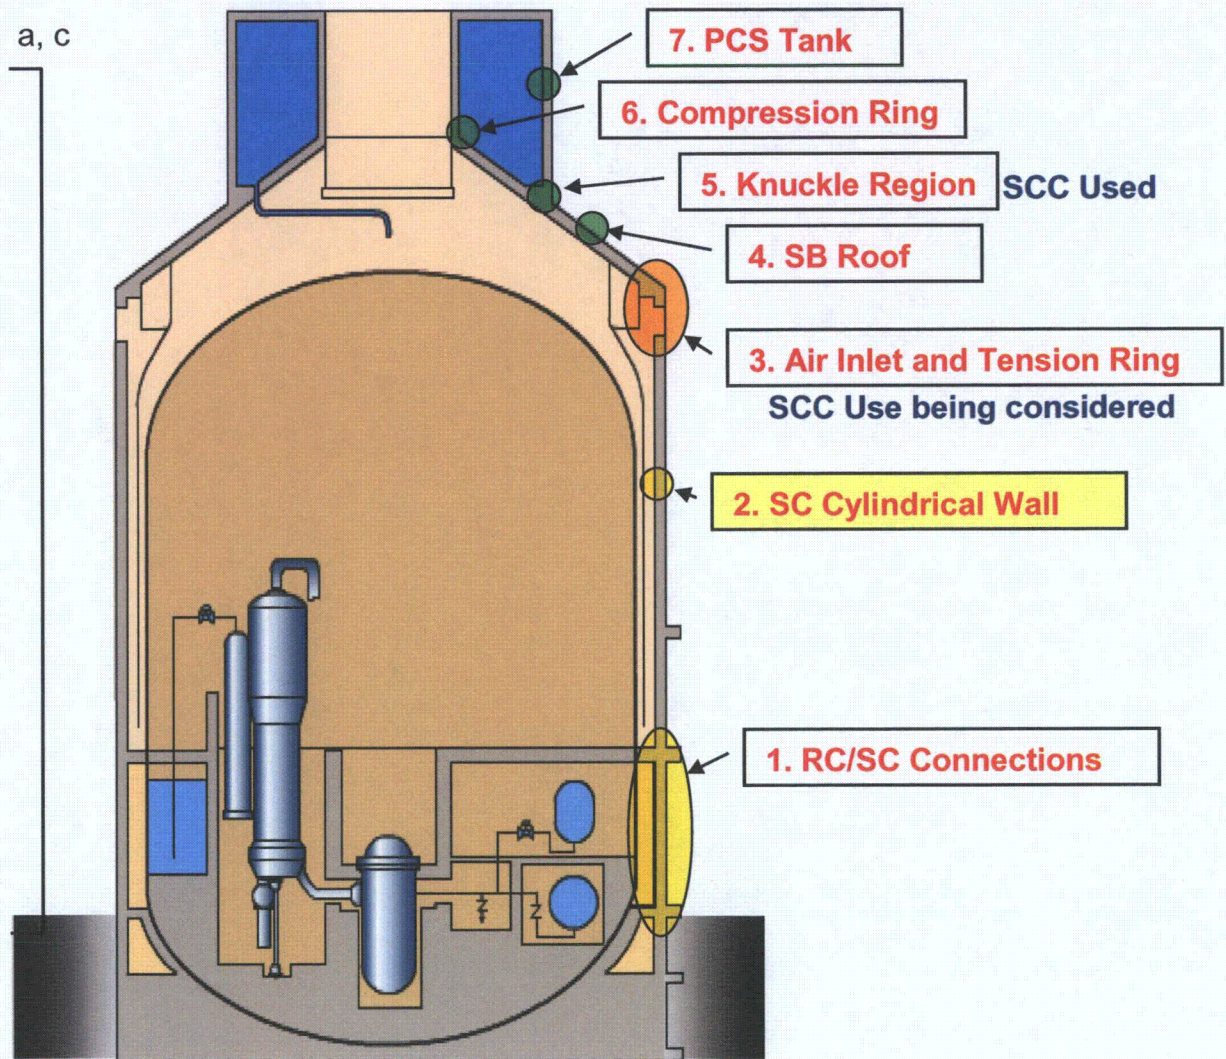 a, c
7. PCS Tank
6. Compression Ring
5. Knuckle Region SCC Used
4. SB Roof
3. Air Inlet and Tension Ring
SCC Use being considered
2. SC Cylindrical Wall
1. RC/SC Connections